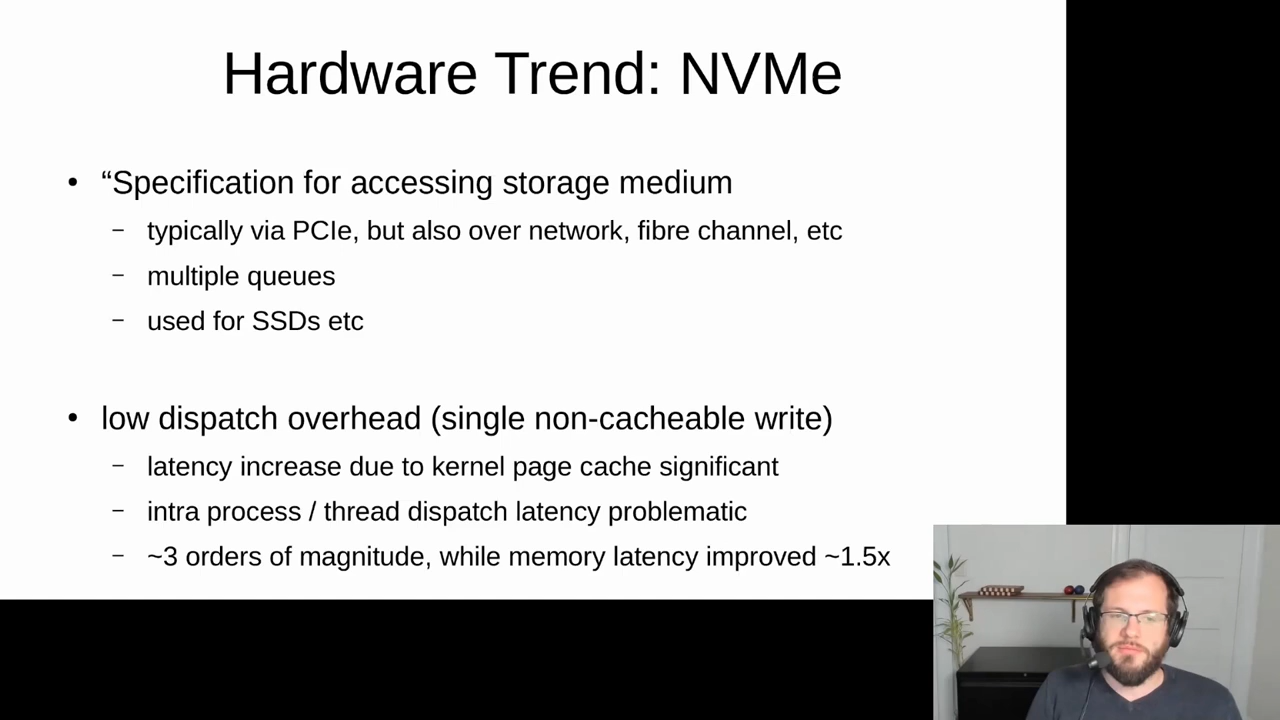 Hardware Trend: NVMe
• “Specification for accessing storage medium
– typically via PCIe, but also over network, fibre channel, etc
– multiple queues
– used for SSDs etc
• low dispatch overhead (single non-cacheable write)
– latency increase due to kernel page cache significant
– intra process / thread dispatch latency problematic
– ~3 orders of magnitude, while memory latency improved ~1.5x